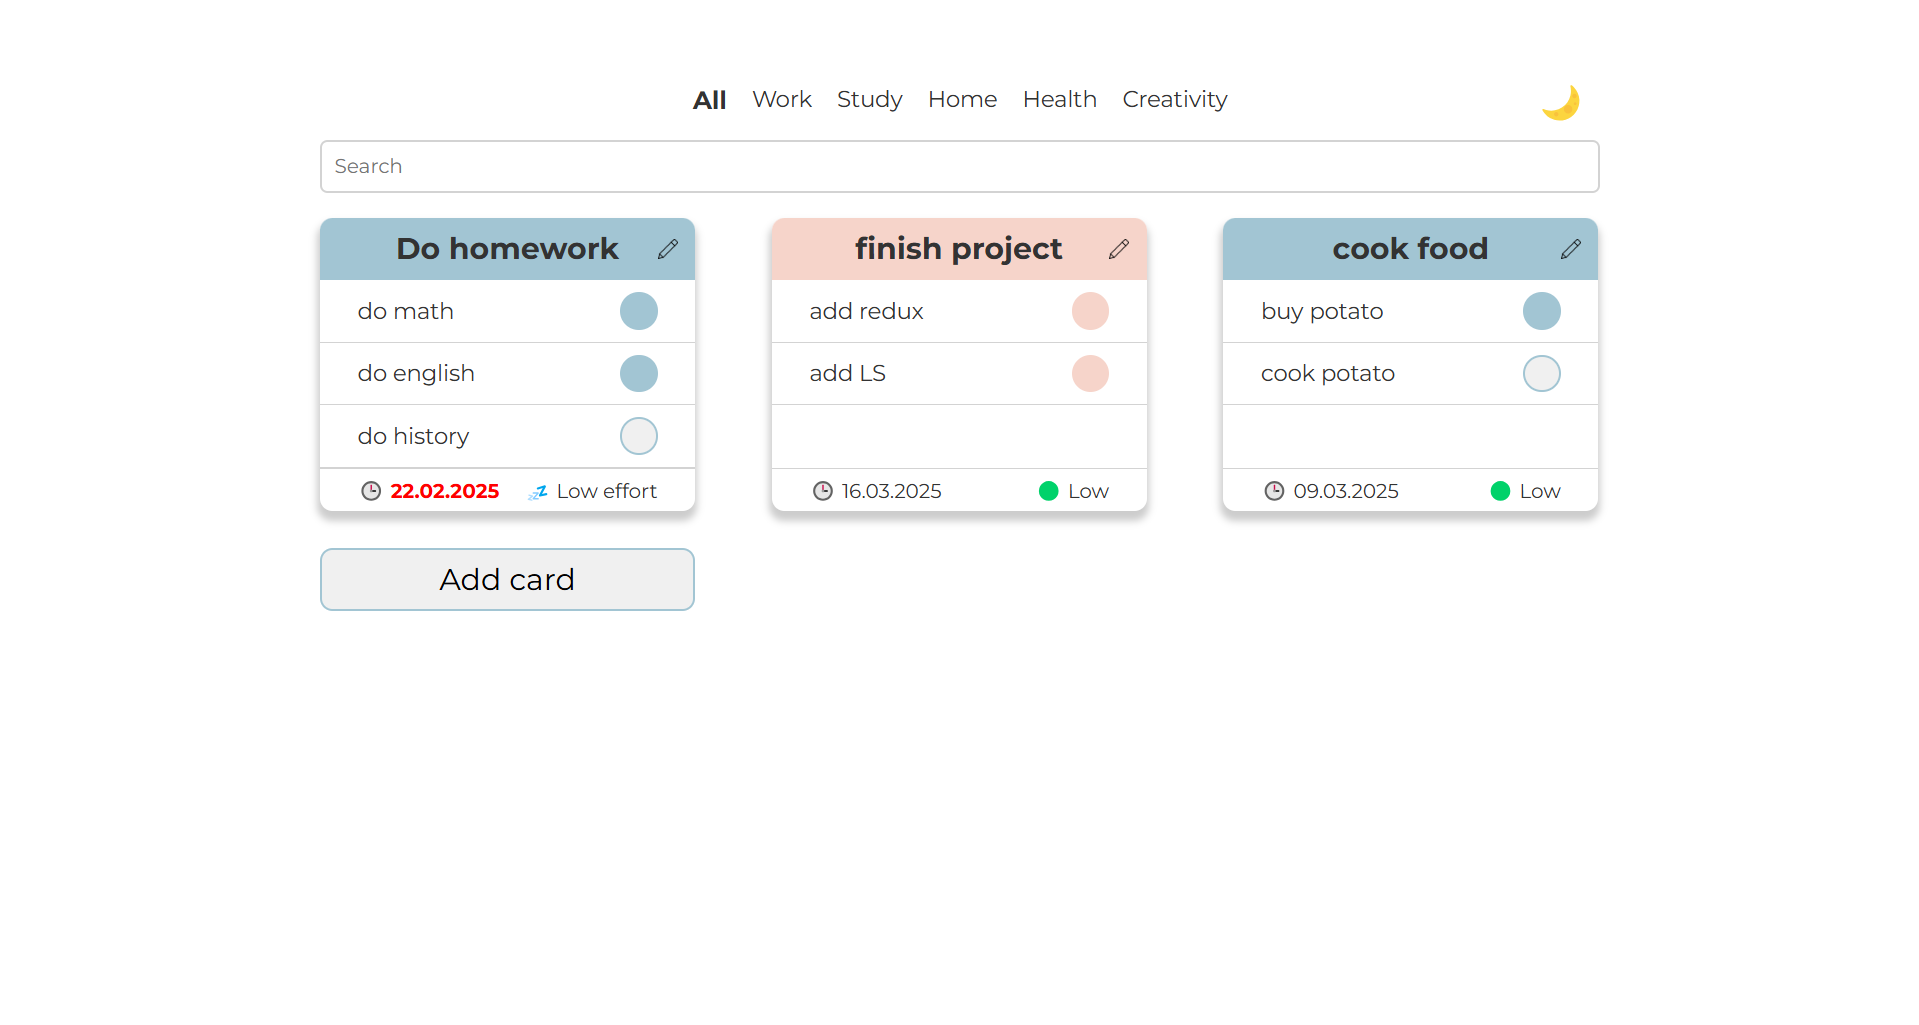 All Work Study Home Health Creativity
Search
Do homework
do math
do english
do history
22.02.2025 Low effort
finish project
add redux
add LS
16.03.2025 Low
cook food
buy potato
cook potato
09.03.2025 Low
Add card